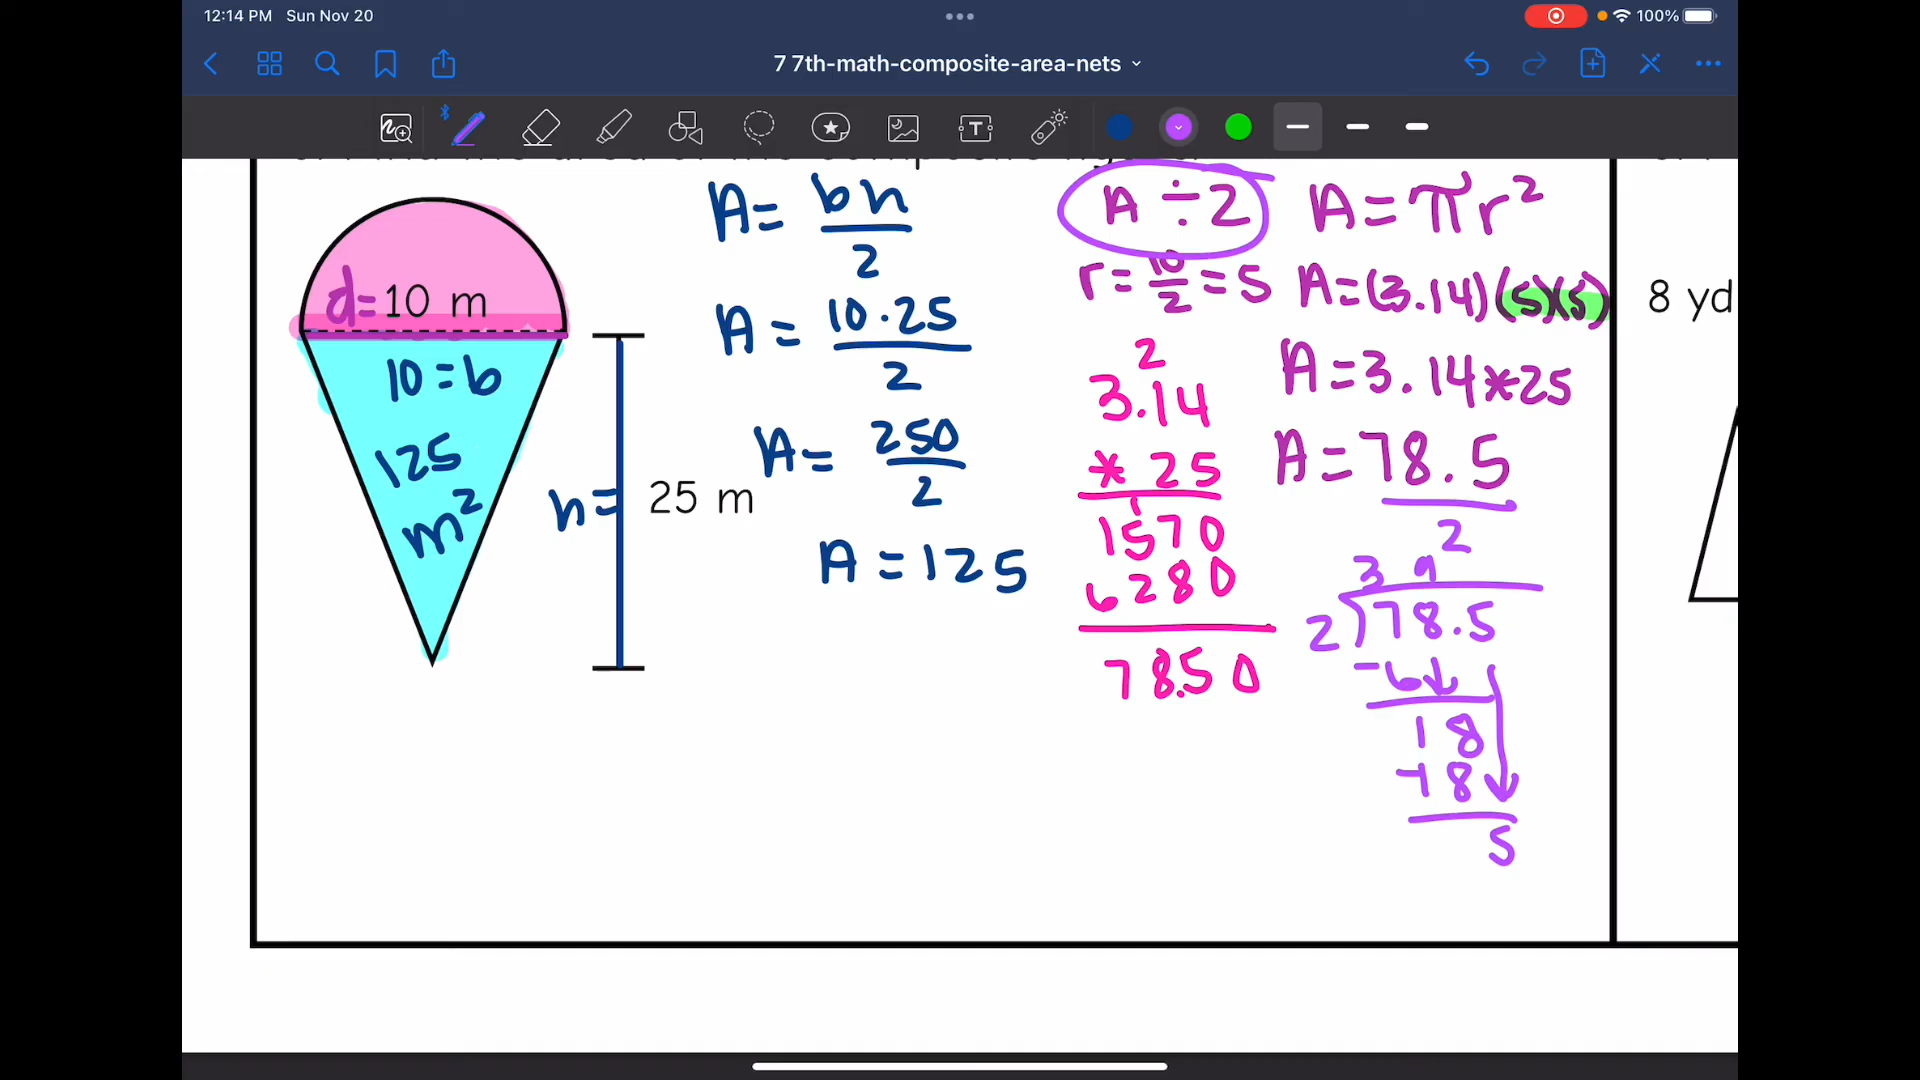 12:14 PM Sun Nov 20
100%
7 7th-math-composite-area-nets
d=10 m
10=b
125
m²
h=
25 m
A= bh
2
A= 10·25
2
A= 250
2
A=125
A÷2
r= 10
2
=5
A=πr²
A=(3.14)(5)(5)
A=3.14*25
A=78.5
2
2
3.14
* 25
1
1570
6280
78.50
39
2)78.5
-6
18
-18
5
8 yd